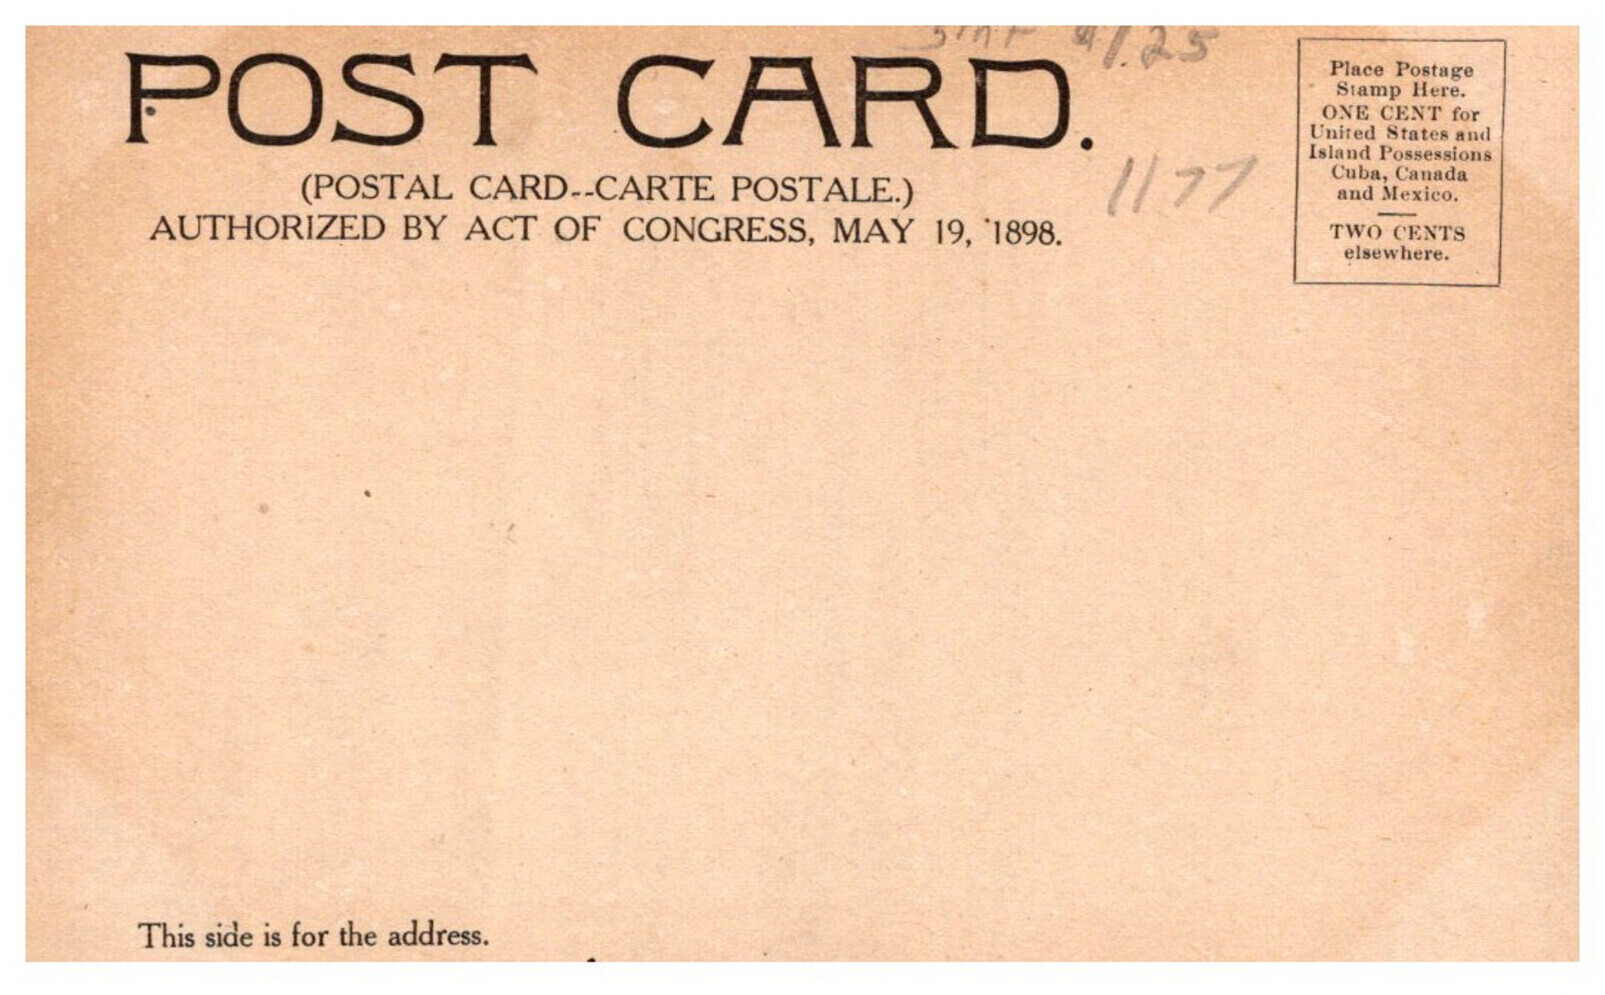 POST CARD.
(POSTAL CARD--CARTE POSTALE.)
AUTHORIZED BY ACT OF CONGRESS, MAY 19, 1898.
1.25
1177
Place Postage
Stamp Here.
ONE CENT for
United States and
Island Possessions
Cuba, Canada
and Mexico.
TWO CENTS
elsewhere.
This side is for the address.